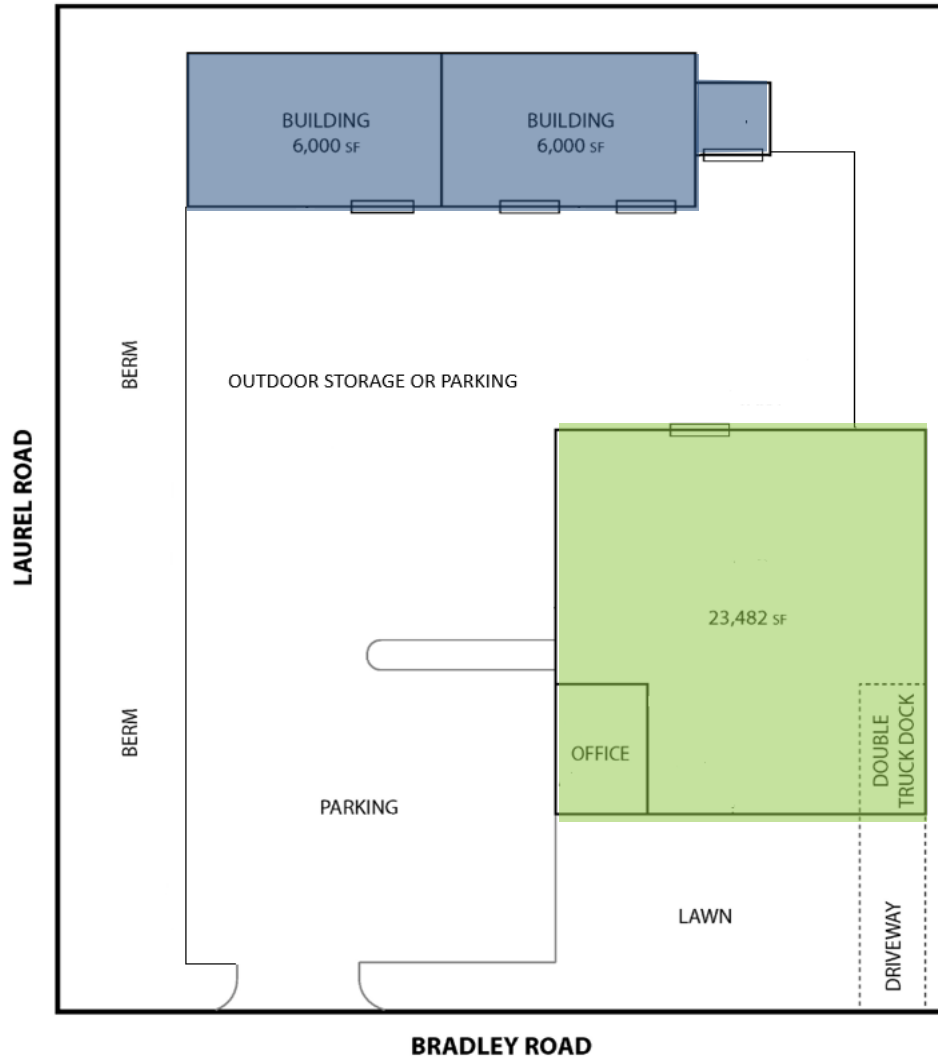 BUILDING
6,000 SF
BUILDING
6,000 SF
BERM
OUTDOOR STORAGE OR PARKING
LAUREL ROAD
23,482 SF
BERM
OFFICE
DOUBLE
TRUCK DOCK
PARKING
LAWN
DRIVEWAY
BRADLEY ROAD